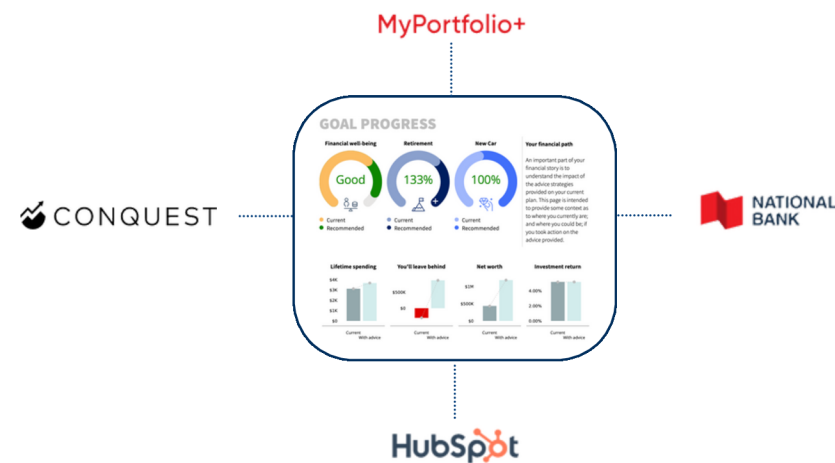 MyPortfolio+
GOAL PROGRESS
Financial well-being
Good
Current
Recommended
Retirement
133%
Current
Recommended
New Car
100%
Current
Recommended
Your financial path
An important part of your
financial story is to
understand the impact of
the advice strategies
provided on your current
plan. This page is intended
to provide some context as
to where you currently are;
and where you could be; if
you took action on the
advice provided.
CONQUEST
NATIONAL
BANK
Lifetime spending
$4K
$3K
$2K
$1K
$0
Current
With advice
You'll leave behind
$500K
$0
Current
With advice
Net worth
$1M
$500K
$0
Current
With advice
Investment return
4.00%
2.00%
0.00%
Current
With advice
HubSpot